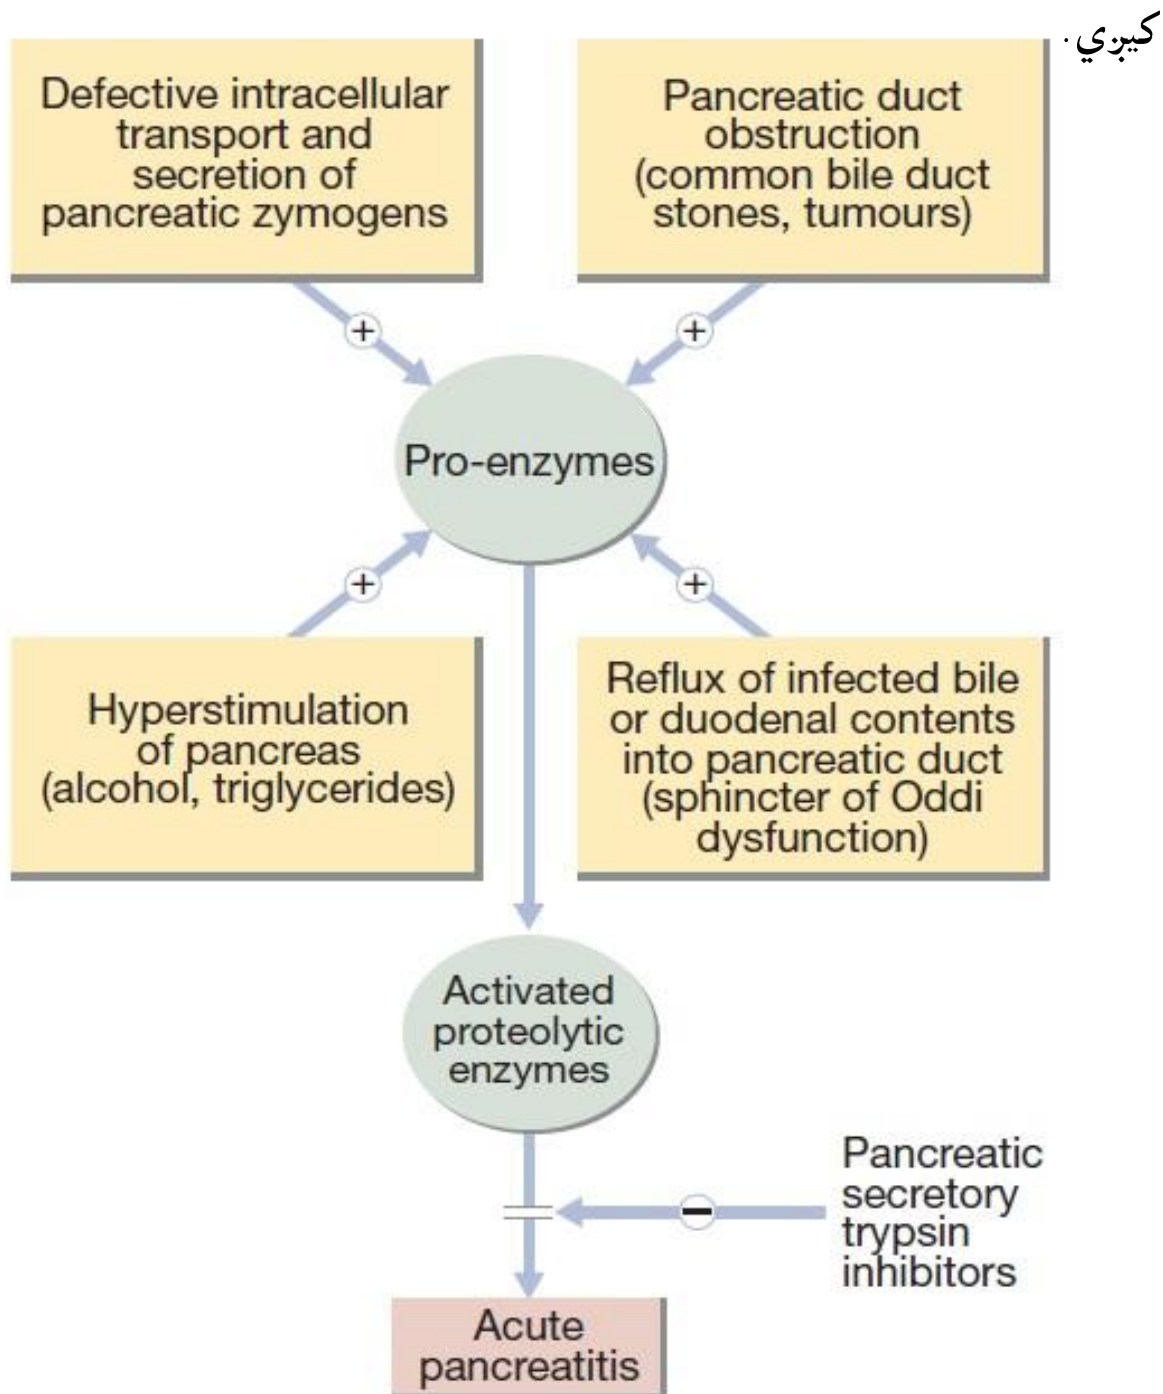 کیږي.
Defective intracellular
transport and
secretion of
pancreatic zymogens
Pancreatic duct
obstruction
(common bile duct
stones, tumours)
+
+
Pro-enzymes
+
+
Hyperstimulation
of pancreas
(alcohol, triglycerides)
Reflux of infected bile
or duodenal contents
into pancreatic duct
(sphincter of Oddi
dysfunction)
Activated
proteolytic
enzymes
Pancreatic
secretory
trypsin
inhibitors
−
Acute
pancreatitis